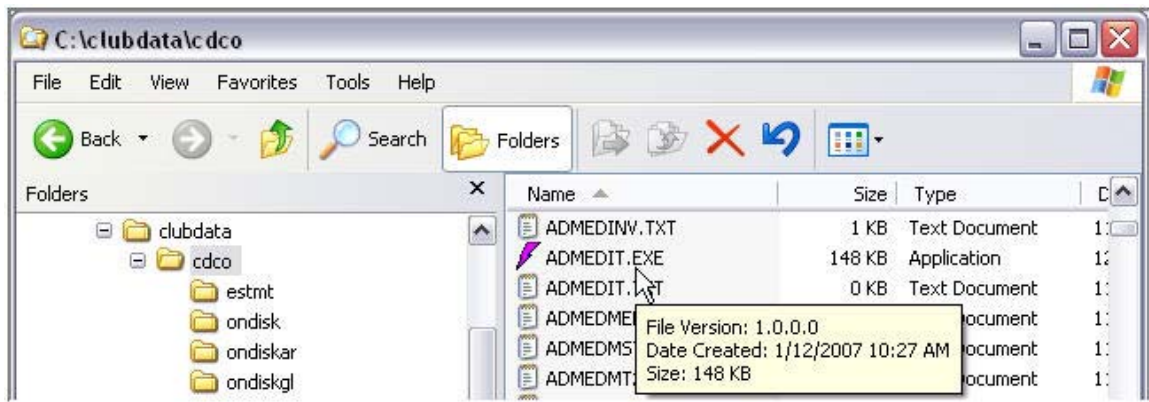 C:\clubdata\cdco
File Edit View Favorites Tools Help
Back Search Folders
Folders x Name Size Type
clubdata ADMEDINV.TXT 1 KB Text Document
cdco ADMEDIT.EXE 148 KB Application
estmt 0 KB Text Document
ondisk
ondiskar
ondiskgl
File Version: 1.0.0.0
Date Created: 1/12/2007 10:27 AM
Size: 148 KB